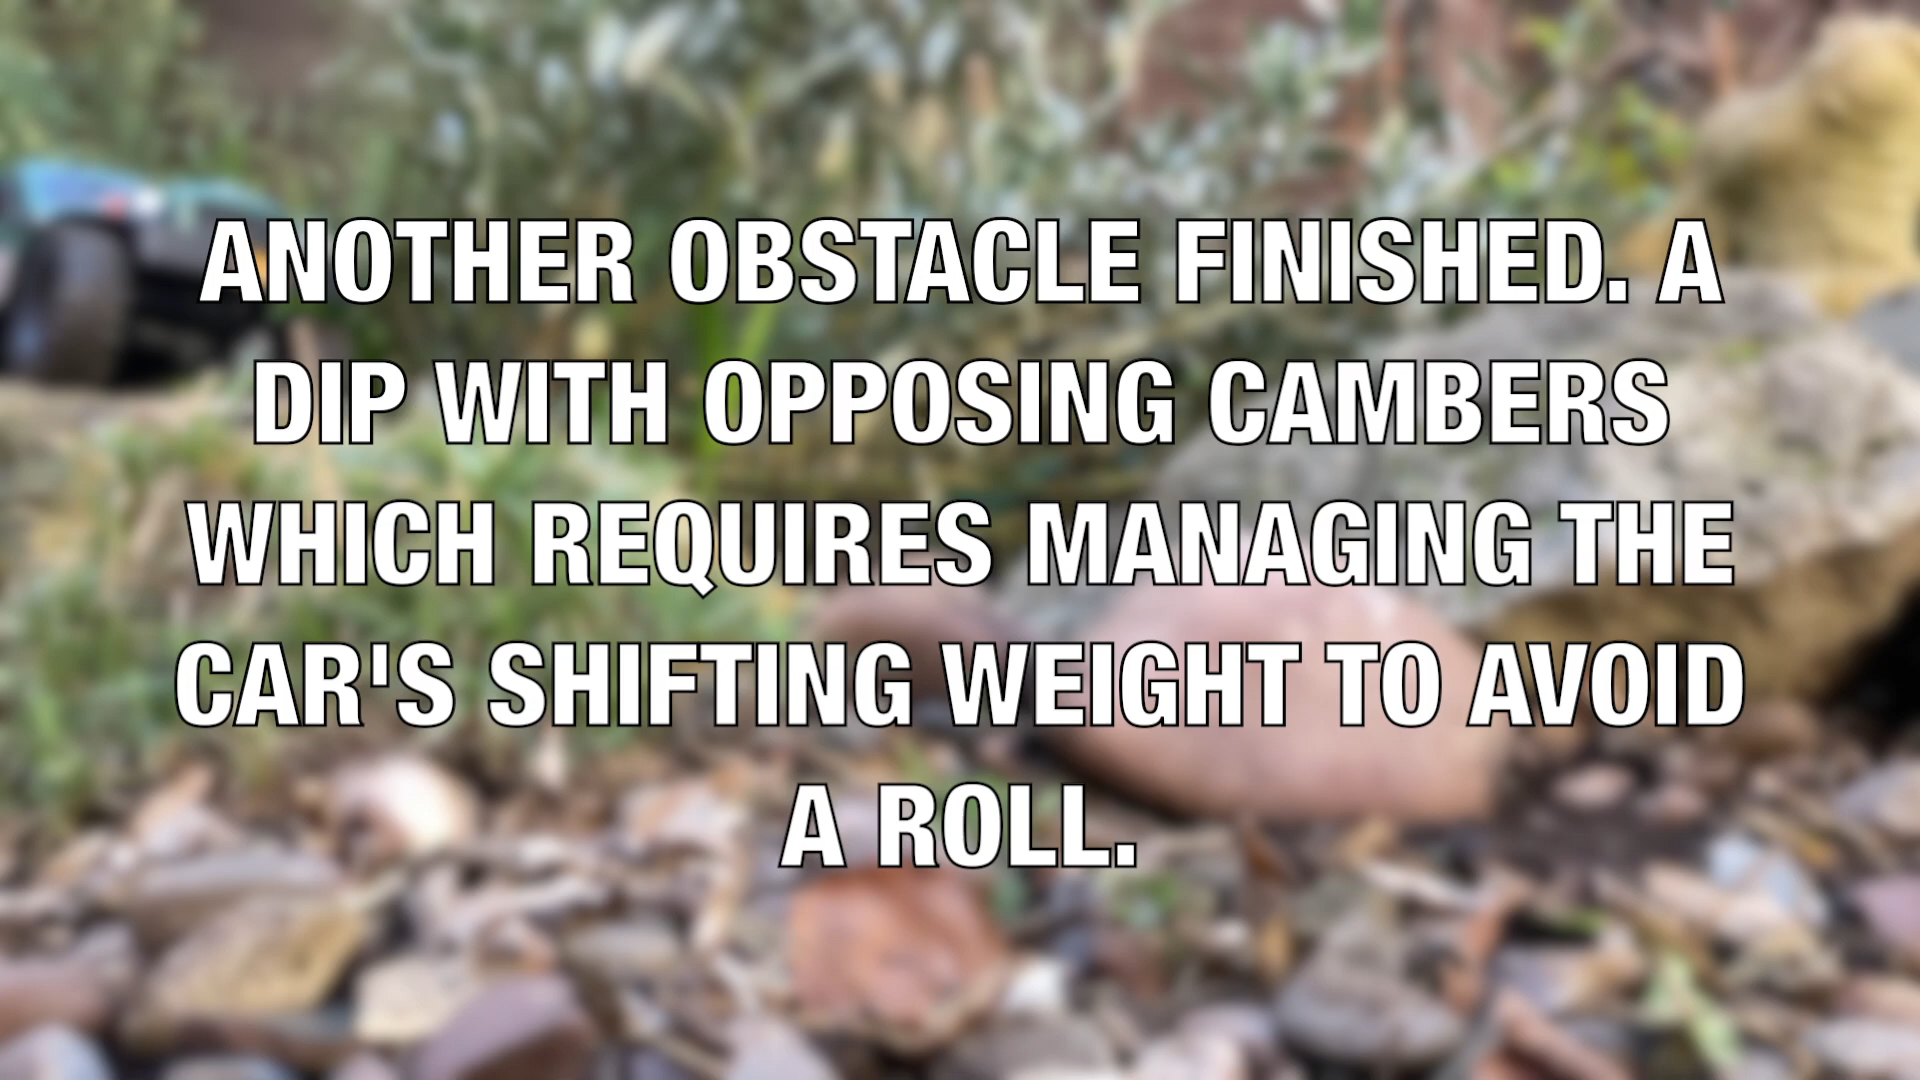 ANOTHER OBSTACLE FINISHED. A
DIP WITH OPPOSING CAMBERS
WHICH REQUIRES MANAGING THE
CAR'S SHIFTING WEIGHT TO AVOID
A ROLL.